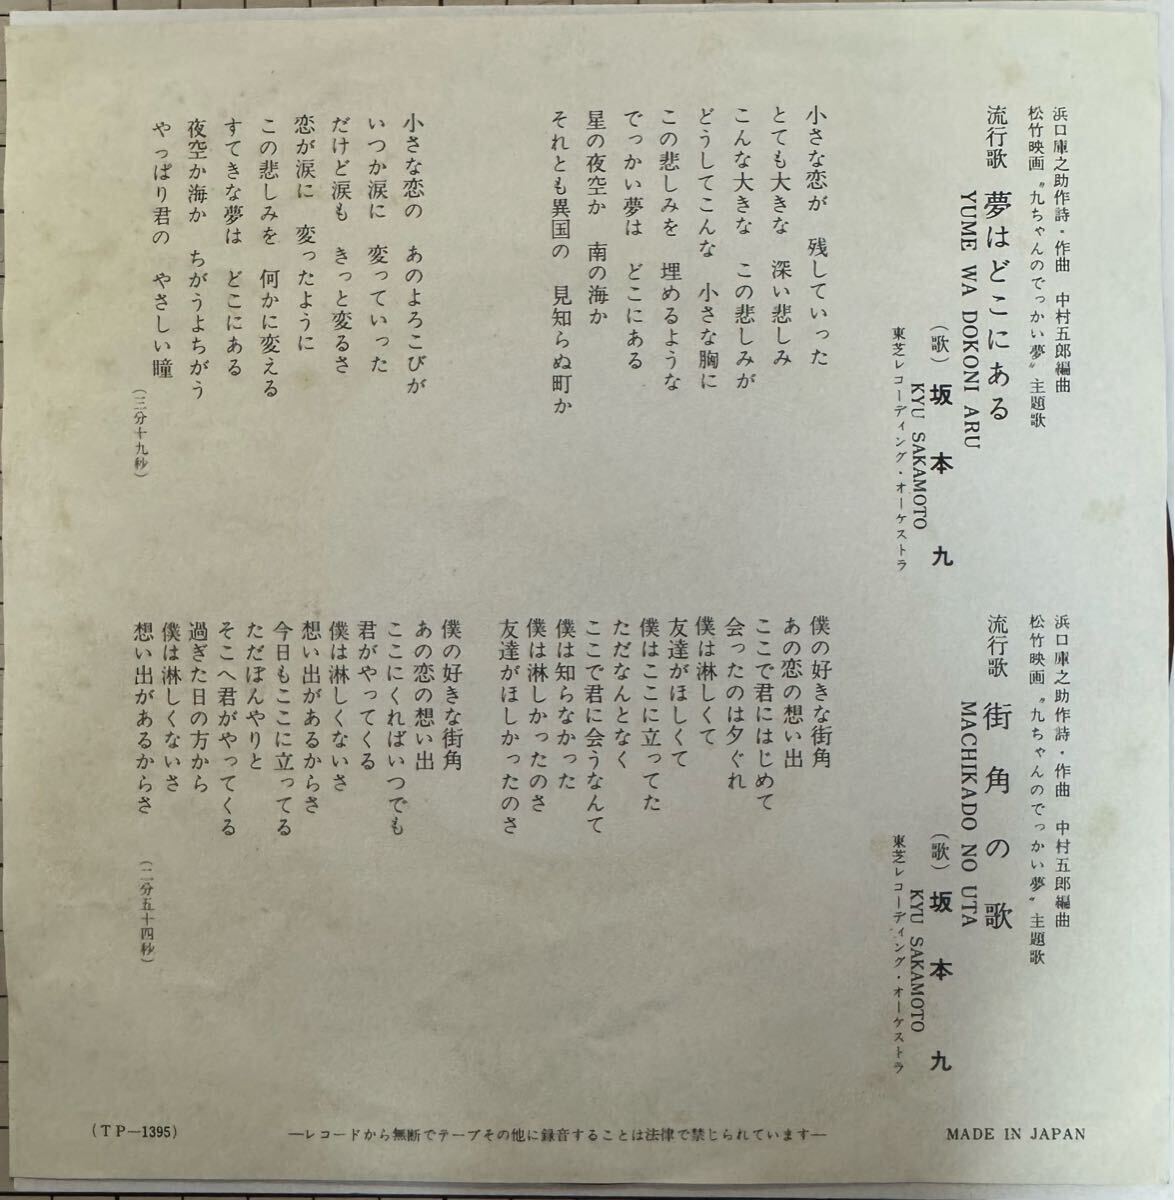 浜口庫之助作詩・作曲 中村五郎編曲
松竹映画〝九ちゃんのでっかい夢〟主題歌
流行歌 夢はどこにある
YUME WA DOKONI ARU
(歌) 坂本九
KYU SAKAMOTO
東芝レコーディング・オーケストラ
小さな恋が 残していった
とても大きな 深い悲しみ
こんな大きな この悲しみが
どうしてこんな 小さな胸に
この悲しみを 埋めるような
でっかい夢は どこにある
星の夜空か 南の海か
それとも異国の 見知らぬ町か
小さな恋の あのよろこびが
いつか涙に 変っていった
だけど涙も きっと変るさ
恋が涙に 変ったように
この悲しみを 何かに変える
すてきな夢は どこにある
夜空か海か ちがうよちがう
やっぱり君の やさしい瞳
(三分十九秒)
浜口庫之助作詩・作曲 中村五郎編曲
松竹映画〝九ちゃんのでっかい夢〟主題歌
流行歌 街角の歌
MACHIKADO NO UTA
(歌) 坂本九
KYU SAKAMOTO
東芝レコーディング・オーケストラ
僕の好きな街角
あの恋の想い出
ここで君にはじめて
会ったのは夕ぐれ
僕は淋しくて
友達がほしくて
僕はここに立ってた
ただなんとなく
ここで君に会うなんて
僕は知らなかった
僕は淋しかったのさ
友達がほしかったのさ
僕の好きな街角
あの恋の想い出
ここにくればいつでも
君がやってくる
僕は淋しくないさ
想い出があるからさ
今日もここに立ってる
ただぼんやりと
そこへ君がやってくる
過ぎた日の方から
僕は淋しくないさ
想い出があるからさ
(二分五十四秒)
(TP—1395)
—レコードから無断でテープその他に録音することは法律で禁じられています—
MADE IN JAPAN